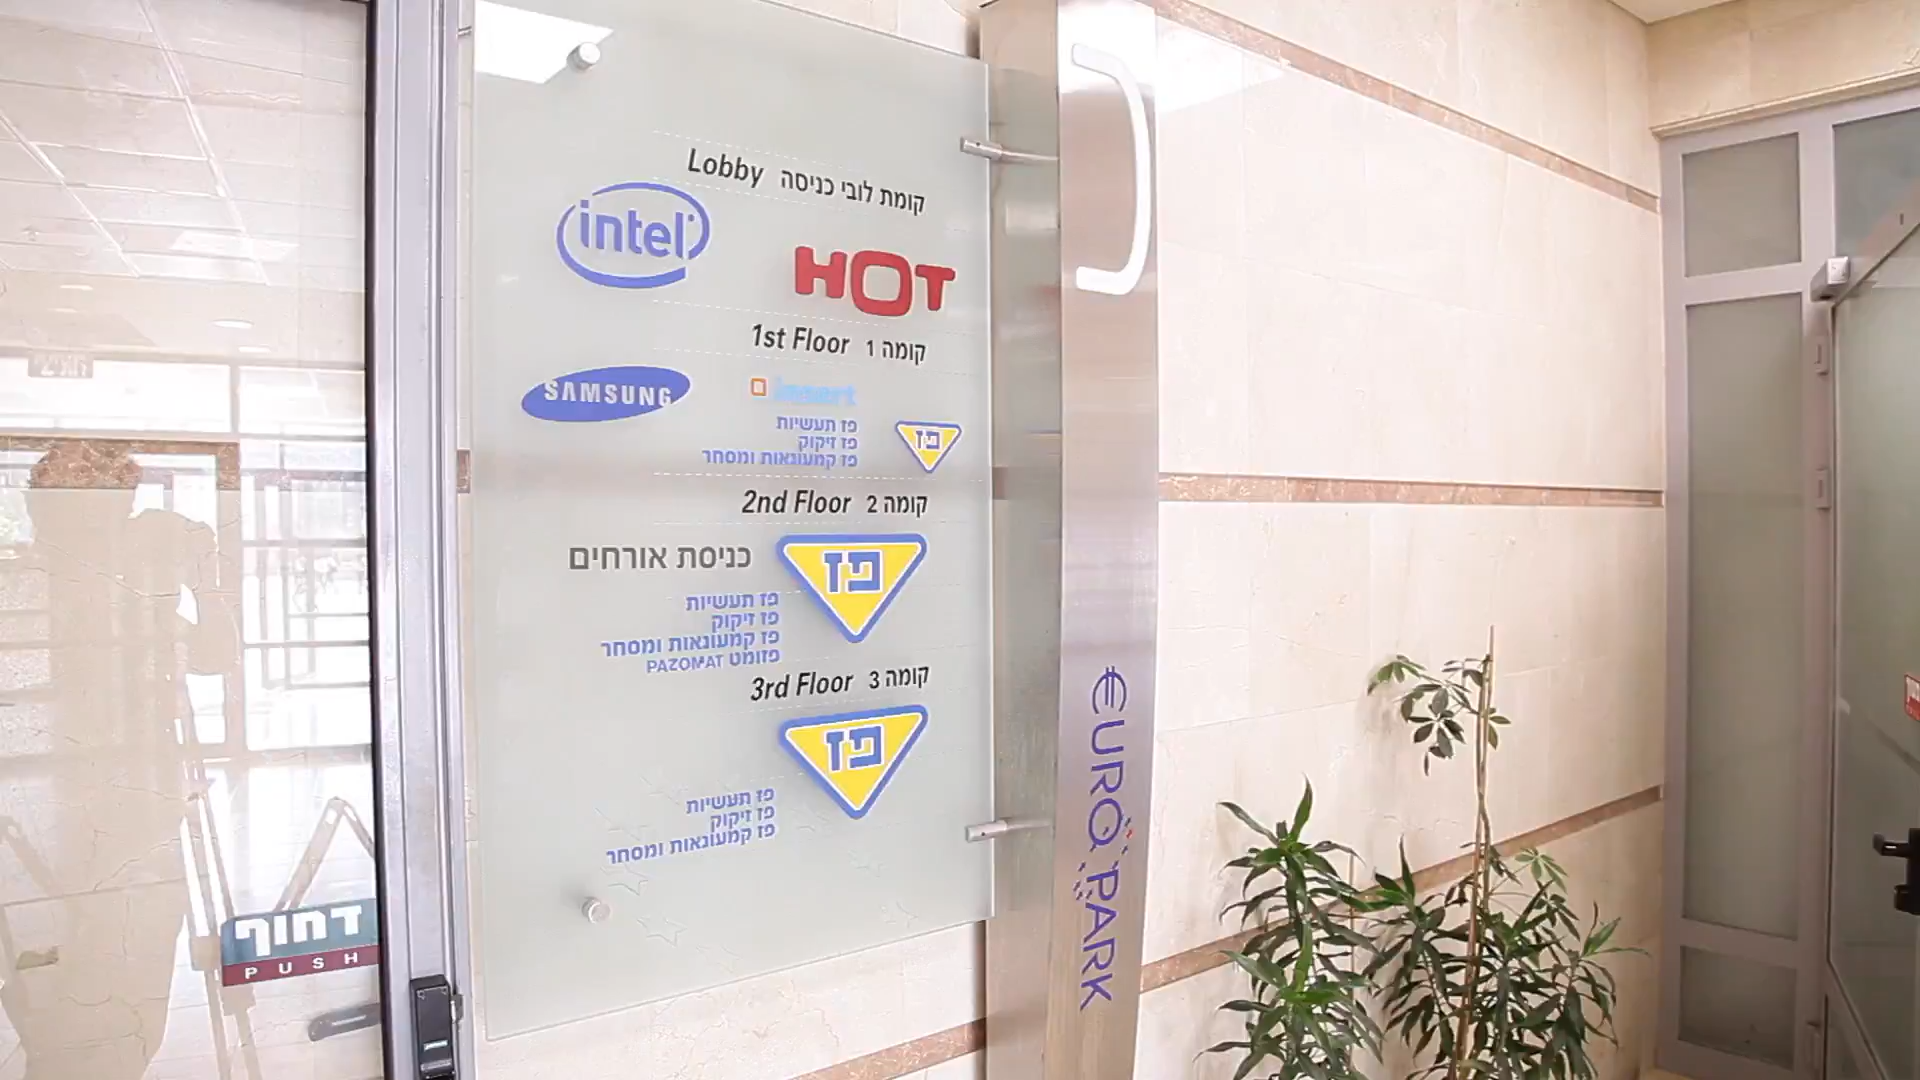 Lobby קומת לובי כניסה
intel
HOT
1st Floor קומה 1
SAMSUNG
פז תעשיות
פז זיקוק
פז קמעונאות ומסחר
פז
2nd Floor קומה 2
כניסת אורחים
פז
פז תעשיות
פז זיקוק
פז קמעונאות ומסחר
פזומט PAZOMAT
3rd Floor קומה 3
פז
פז תעשיות
פז זיקוק
פז קמעונאות ומסחר
דחוף
PUSH
€URO PARK